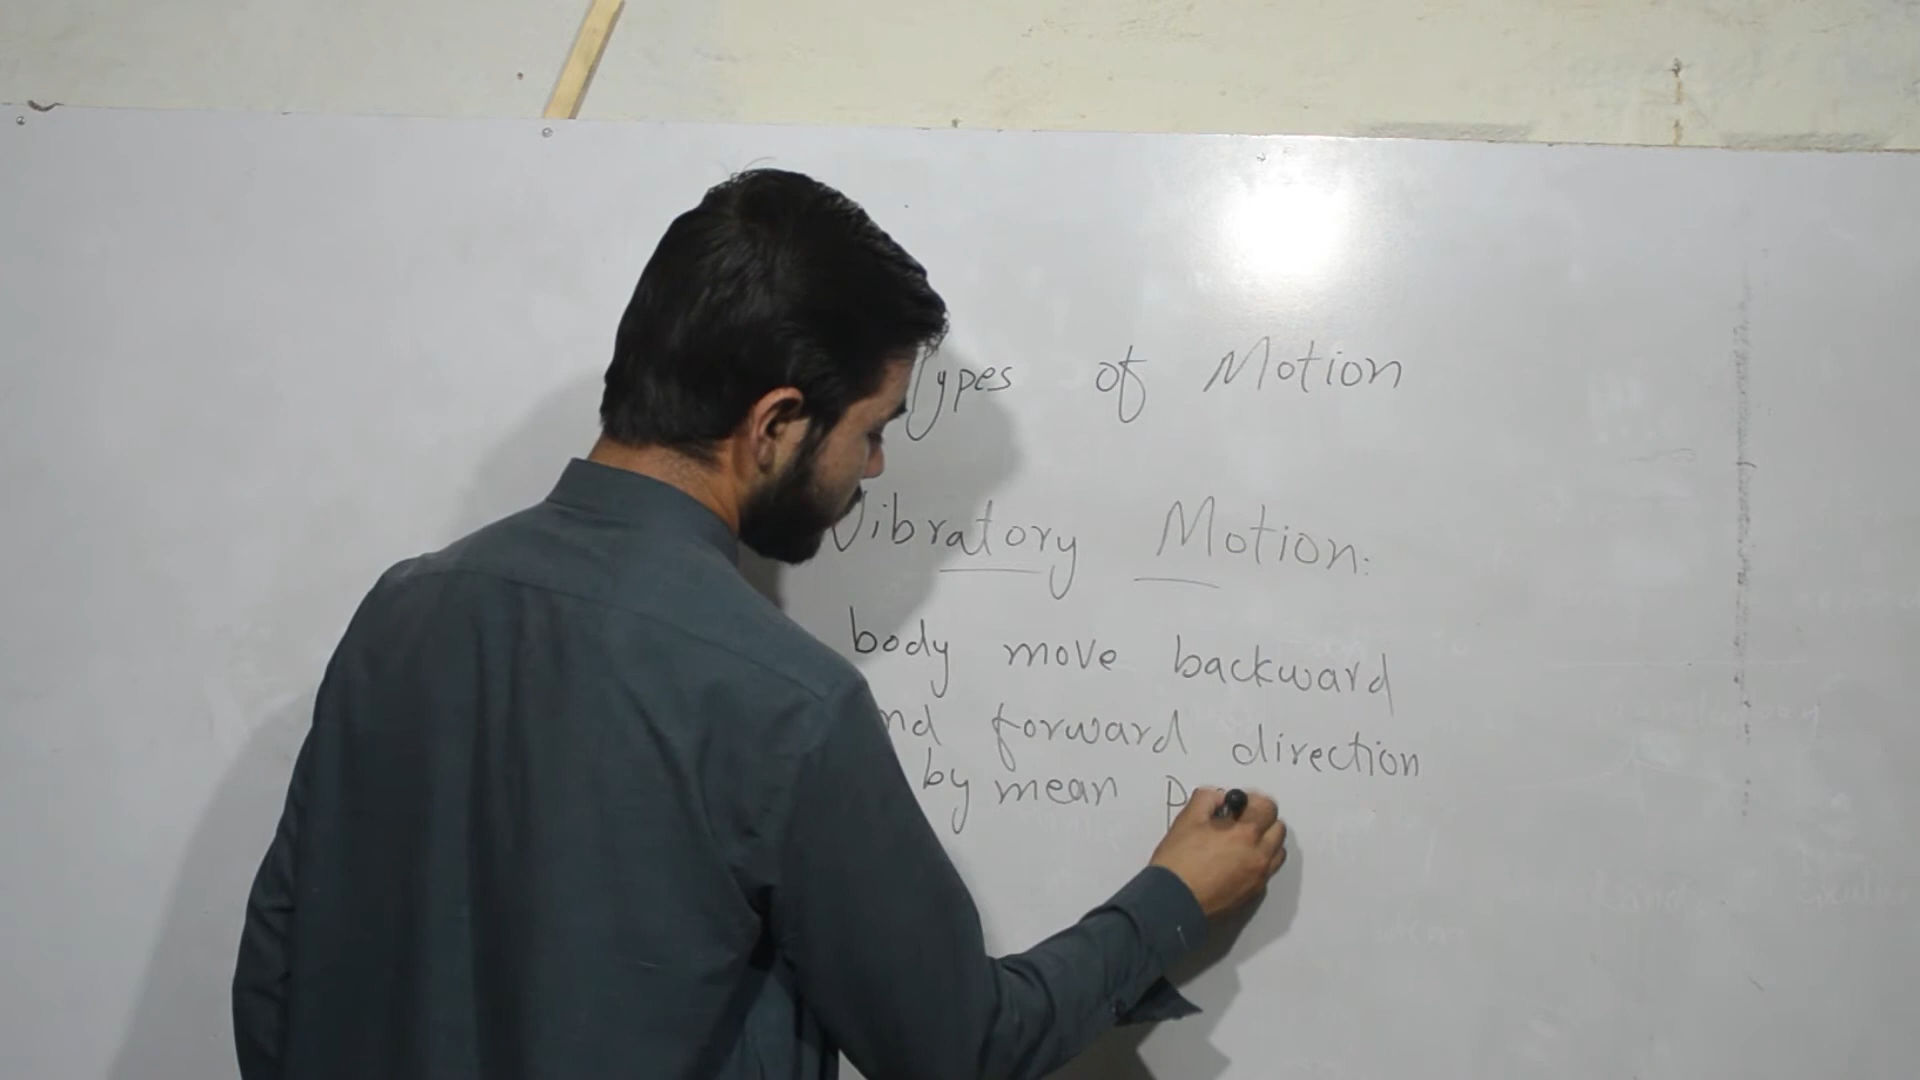 Types of Motion
Vibratory Motion:
body move backward
and forward direction
by mean